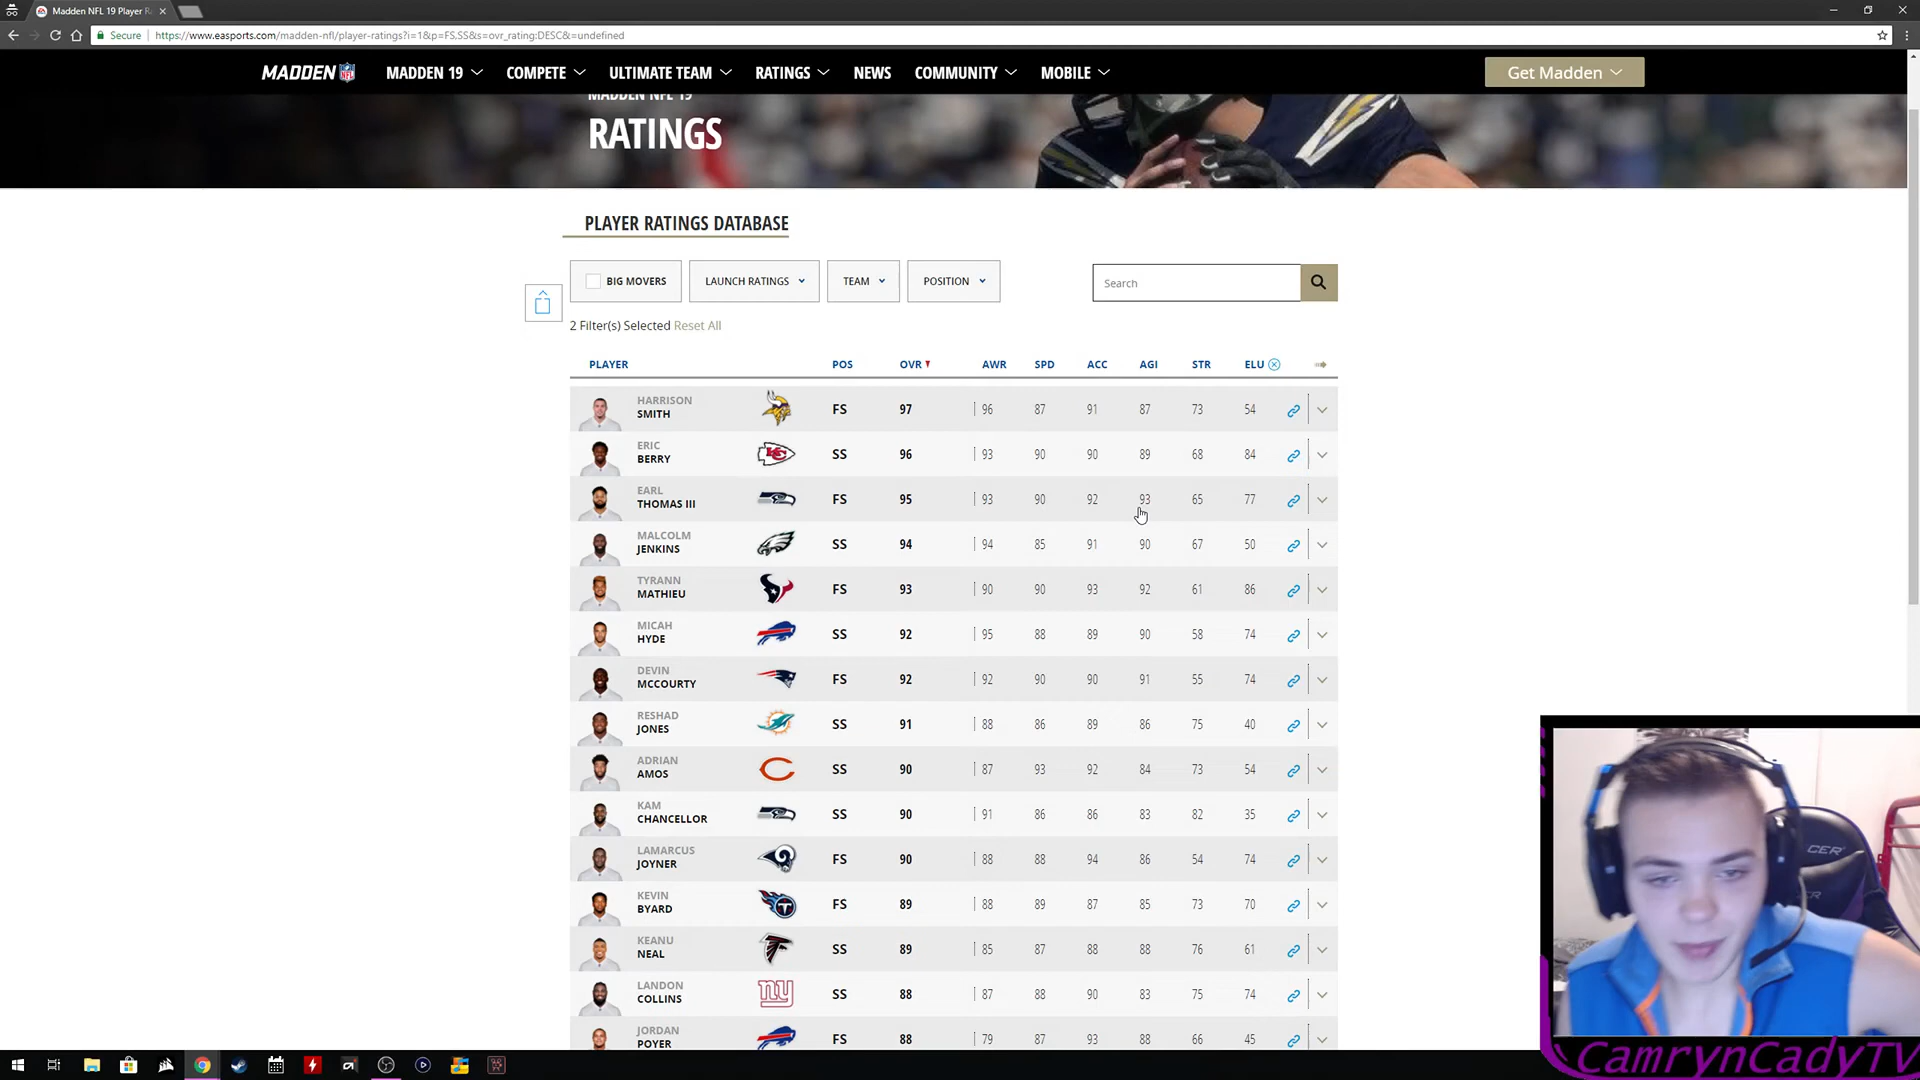 Madden NFL 19 Player R
Secure https://www.easports.com/madden-nfl/player-ratings?i=1&p=FS,SS&s=ovr_rating:DESC&=undefined
MADDEN NFL MADDEN 19 COMPETE ULTIMATE TEAM RATINGS NEWS COMMUNITY MOBILE Get Madden
MADDEN NFL 19
RATINGS
PLAYER RATINGS DATABASE
BIG MOVERS LAUNCH RATINGS TEAM POSITION Search
2 Filter(s) Selected Reset All
PLAYER POS OVR AWR SPD ACC AGI STR ELU
HARRISON SMITH FS 97 96 87 91 87 73 54
ERIC BERRY KC SS 96 93 90 90 89 68 84
EARL THOMAS III FS 95 93 90 92 93 65 77
MALCOLM JENKINS SS 94 94 85 91 90 67 50
TYRANN MATHIEU FS 93 90 90 93 92 61 86
MICAH HYDE SS 92 95 88 89 90 58 74
DEVIN MCCOURTY FS 92 92 90 90 91 55 74
RESHAD JONES SS 91 88 86 89 86 75 40
ADRIAN AMOS C SS 90 87 93 92 84 73 54
KAM CHANCELLOR SS 90 91 86 86 83 82 35
LAMARCUS JOYNER FS 90 88 88 94 86 54 74
KEVIN BYARD T FS 89 88 89 87 85 73 70
KEANU NEAL SS 89 85 87 88 88 76 61
LANDON COLLINS ny SS 88 87 88 90 83 75 74
JORDAN POYER FS 88 79 87 93 88 66 45
CER
CamrynCadyTV